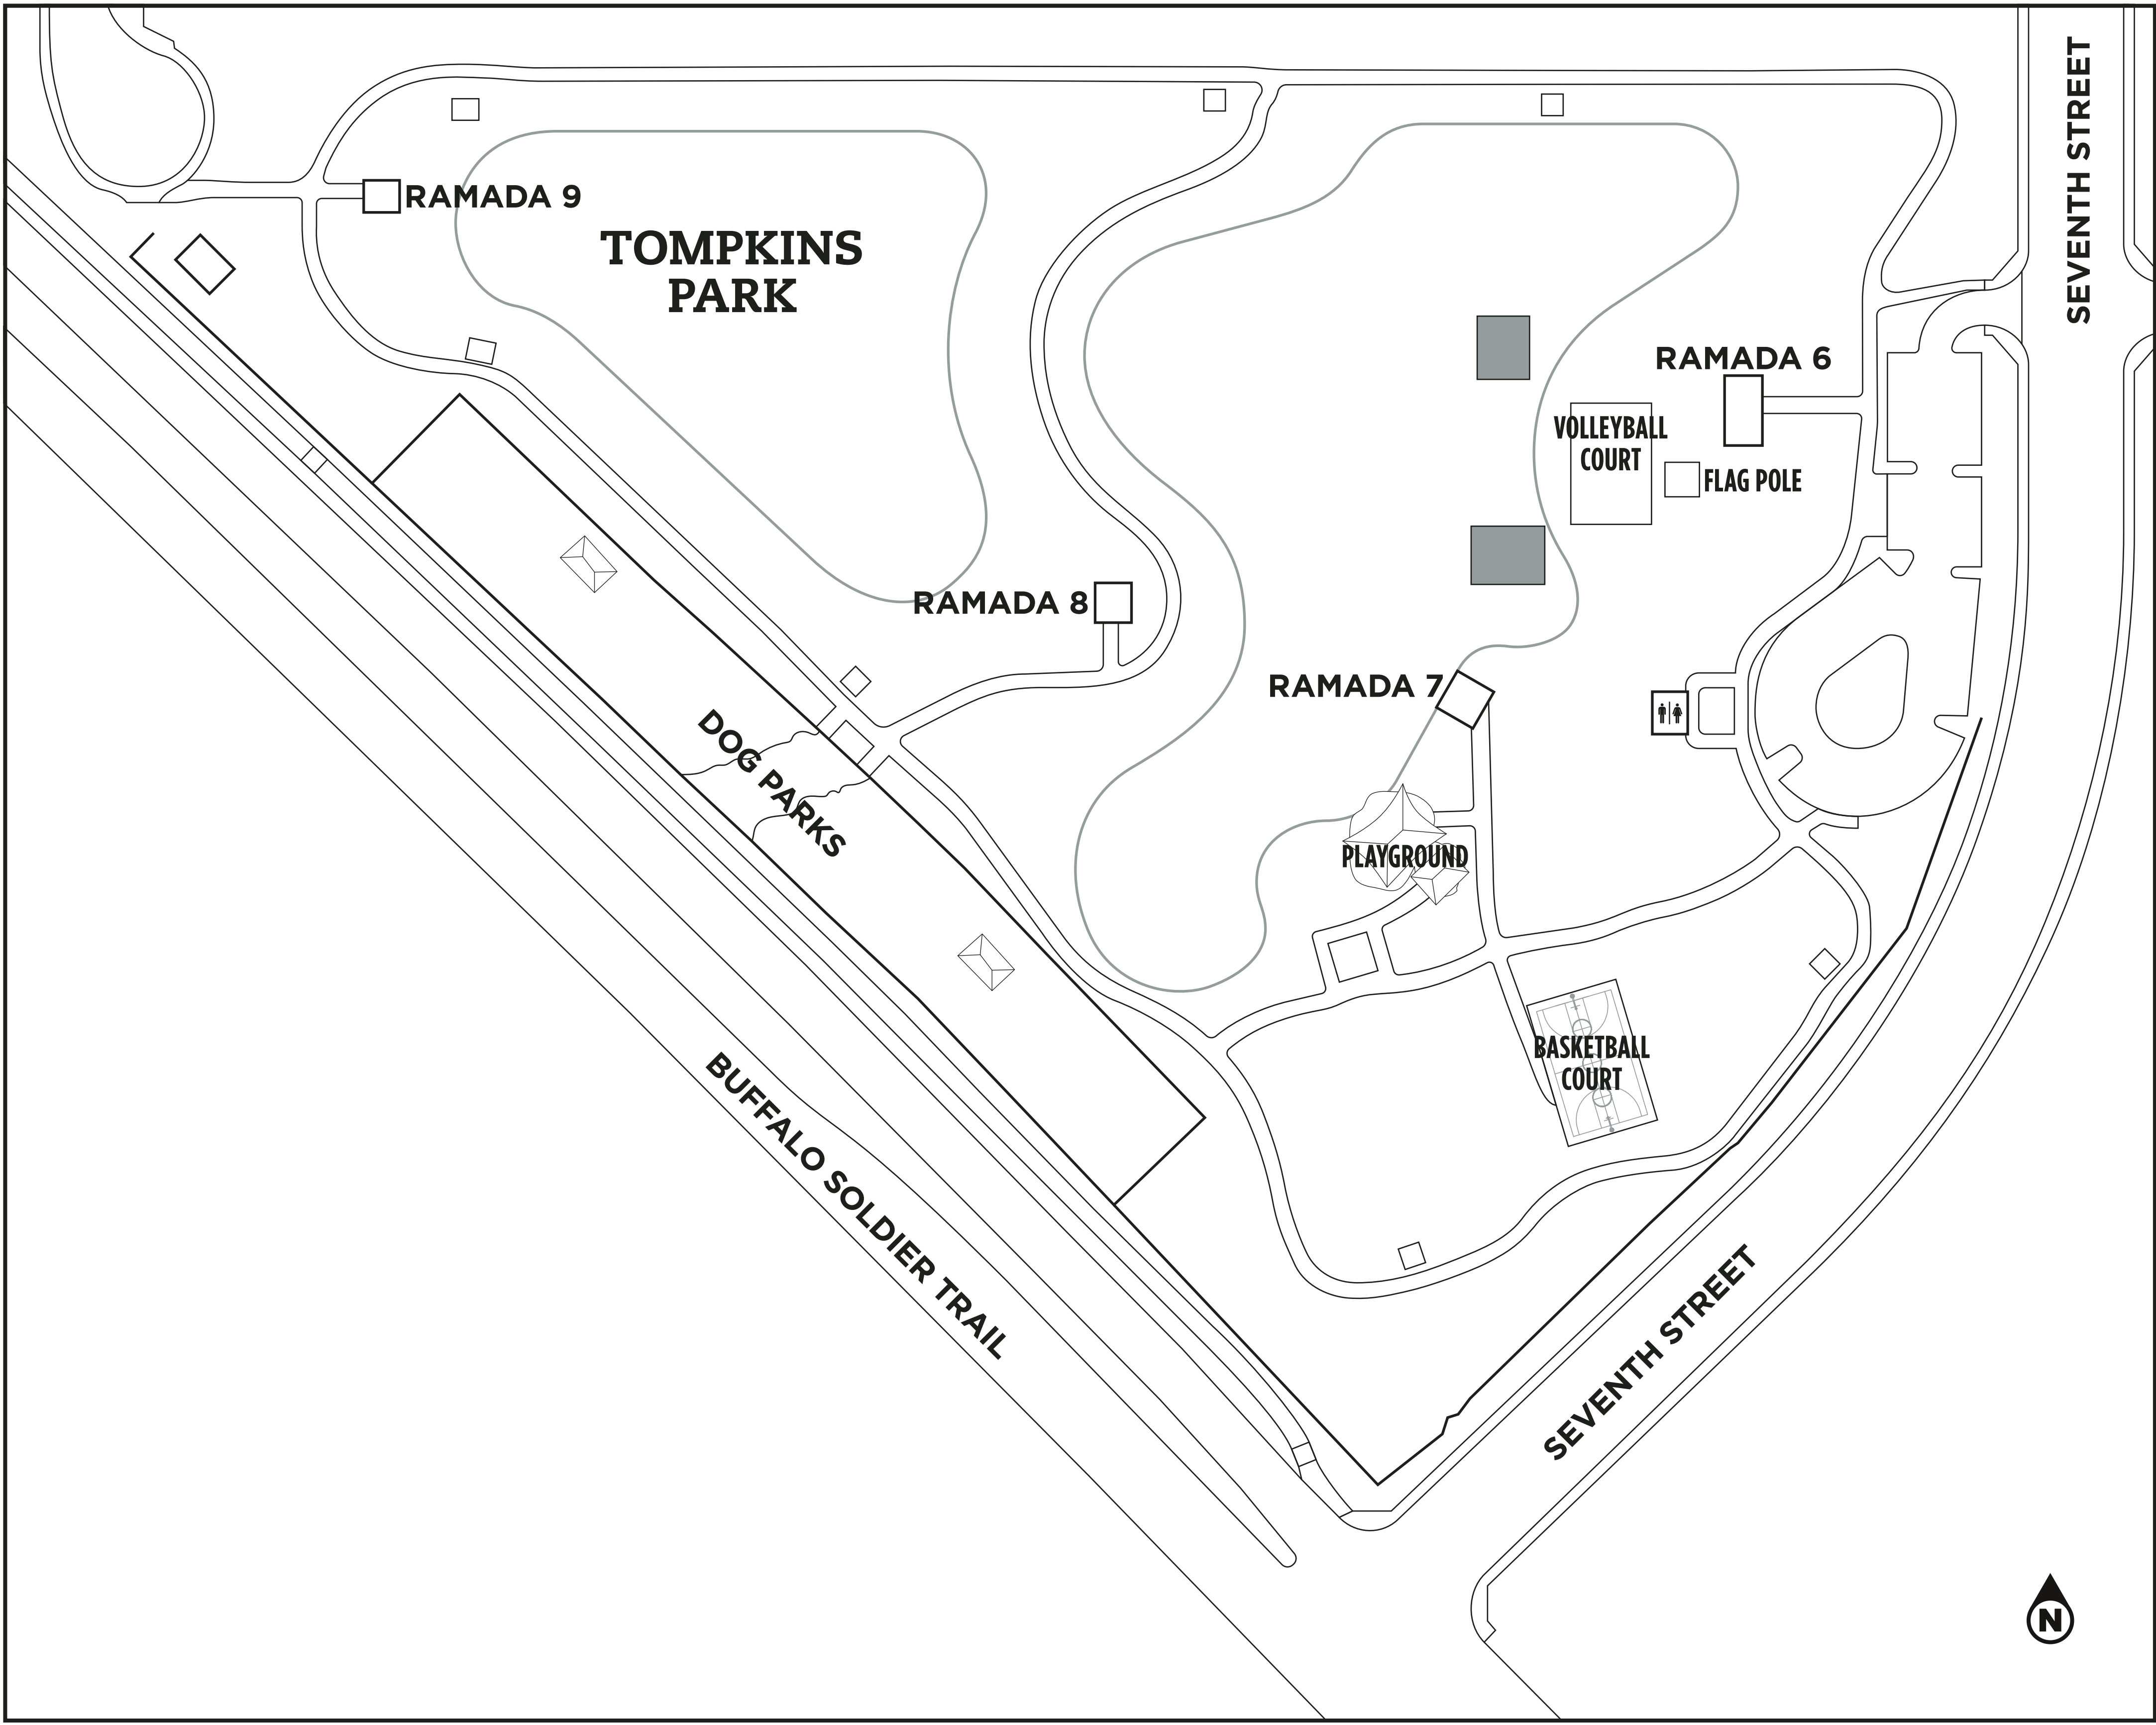 SEVENTH STREET
RAMADA 9
TOMPKINS
PARK
RAMADA 6
VOLLEYBALL
COURT
FLAG POLE
RAMADA 8
RAMADA 7
DOG PARKS
PLAYGROUND
BASKETBALL
COURT
BUFFALO SOLDIER TRAIL
SEVENTH STREET
N